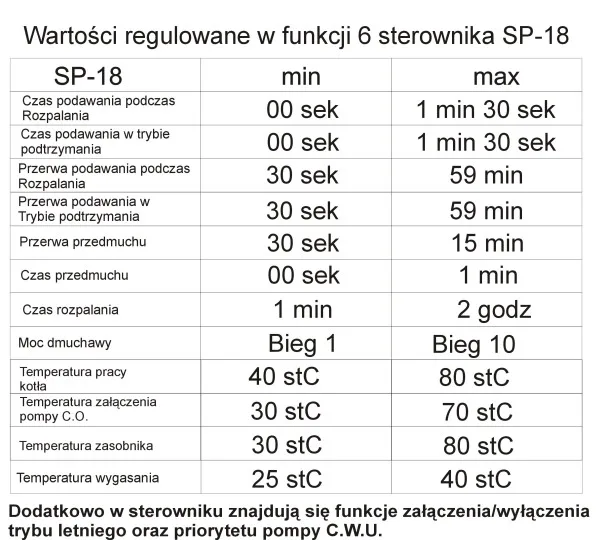 Wartości regulowane w funkcji 6 sterownika SP-18
SP-18 min max
Czas podawania podczas
Rozpalania 00 sek 1 min 30 sek
Czas podawania w trybie
podtrzymania 00 sek 1 min 30 sek
Przerwa podawania podczas
Rozpalania 30 sek 59 min
Przerwa podawania w
Trybie podtrzymania 30 sek 59 min
Przerwa przedmuchu 30 sek 15 min
Czas przedmuchu 00 sek 1 min
Czas rozpalania 1 min 2 godz
Moc dmuchawy Bieg 1 Bieg 10
Temperatura pracy
kotła 40 stC 80 stC
Temperatura załączenia
pompy C.O. 30 stC 70 stC
Temperatura zasobnika 30 stC 80 stC
Temperatura wygasania 25 stC 40 stC
Dodatkowo w sterowniku znajdują się funkcje załączenia/wyłączenia
trybu letniego oraz priorytetu pompy C.W.U.